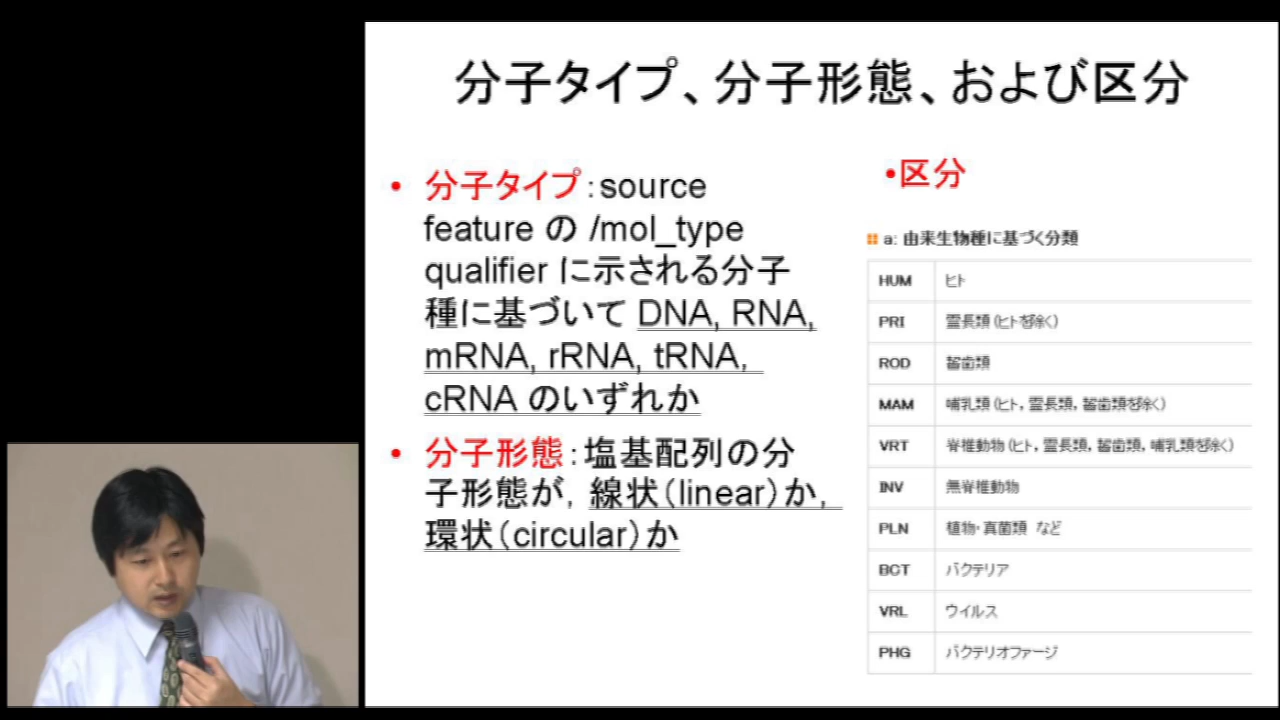 分子タイプ、分子形態、および区分
• 分子タイプ：source
feature の /mol_type
qualifier に示される分子
種に基づいて DNA, RNA,
mRNA, rRNA, tRNA,
cRNA のいずれか
• 分子形態：塩基配列の分
子形態が，線状（linear）か，
環状（circular）か
•区分
a: 由来生物種に基づく分類
HUM ヒト
PRI 霊長類（ヒトを除く）
ROD 齧歯類
MAM 哺乳類（ヒト，霊長類，齧歯類を除く）
VRT 脊椎動物（ヒト，霊長類，齧歯類，哺乳類を除く）
INV 無脊椎動物
PLN 植物・真菌類 など
BCT バクテリア
VRL ウイルス
PHG バクテリオファージ